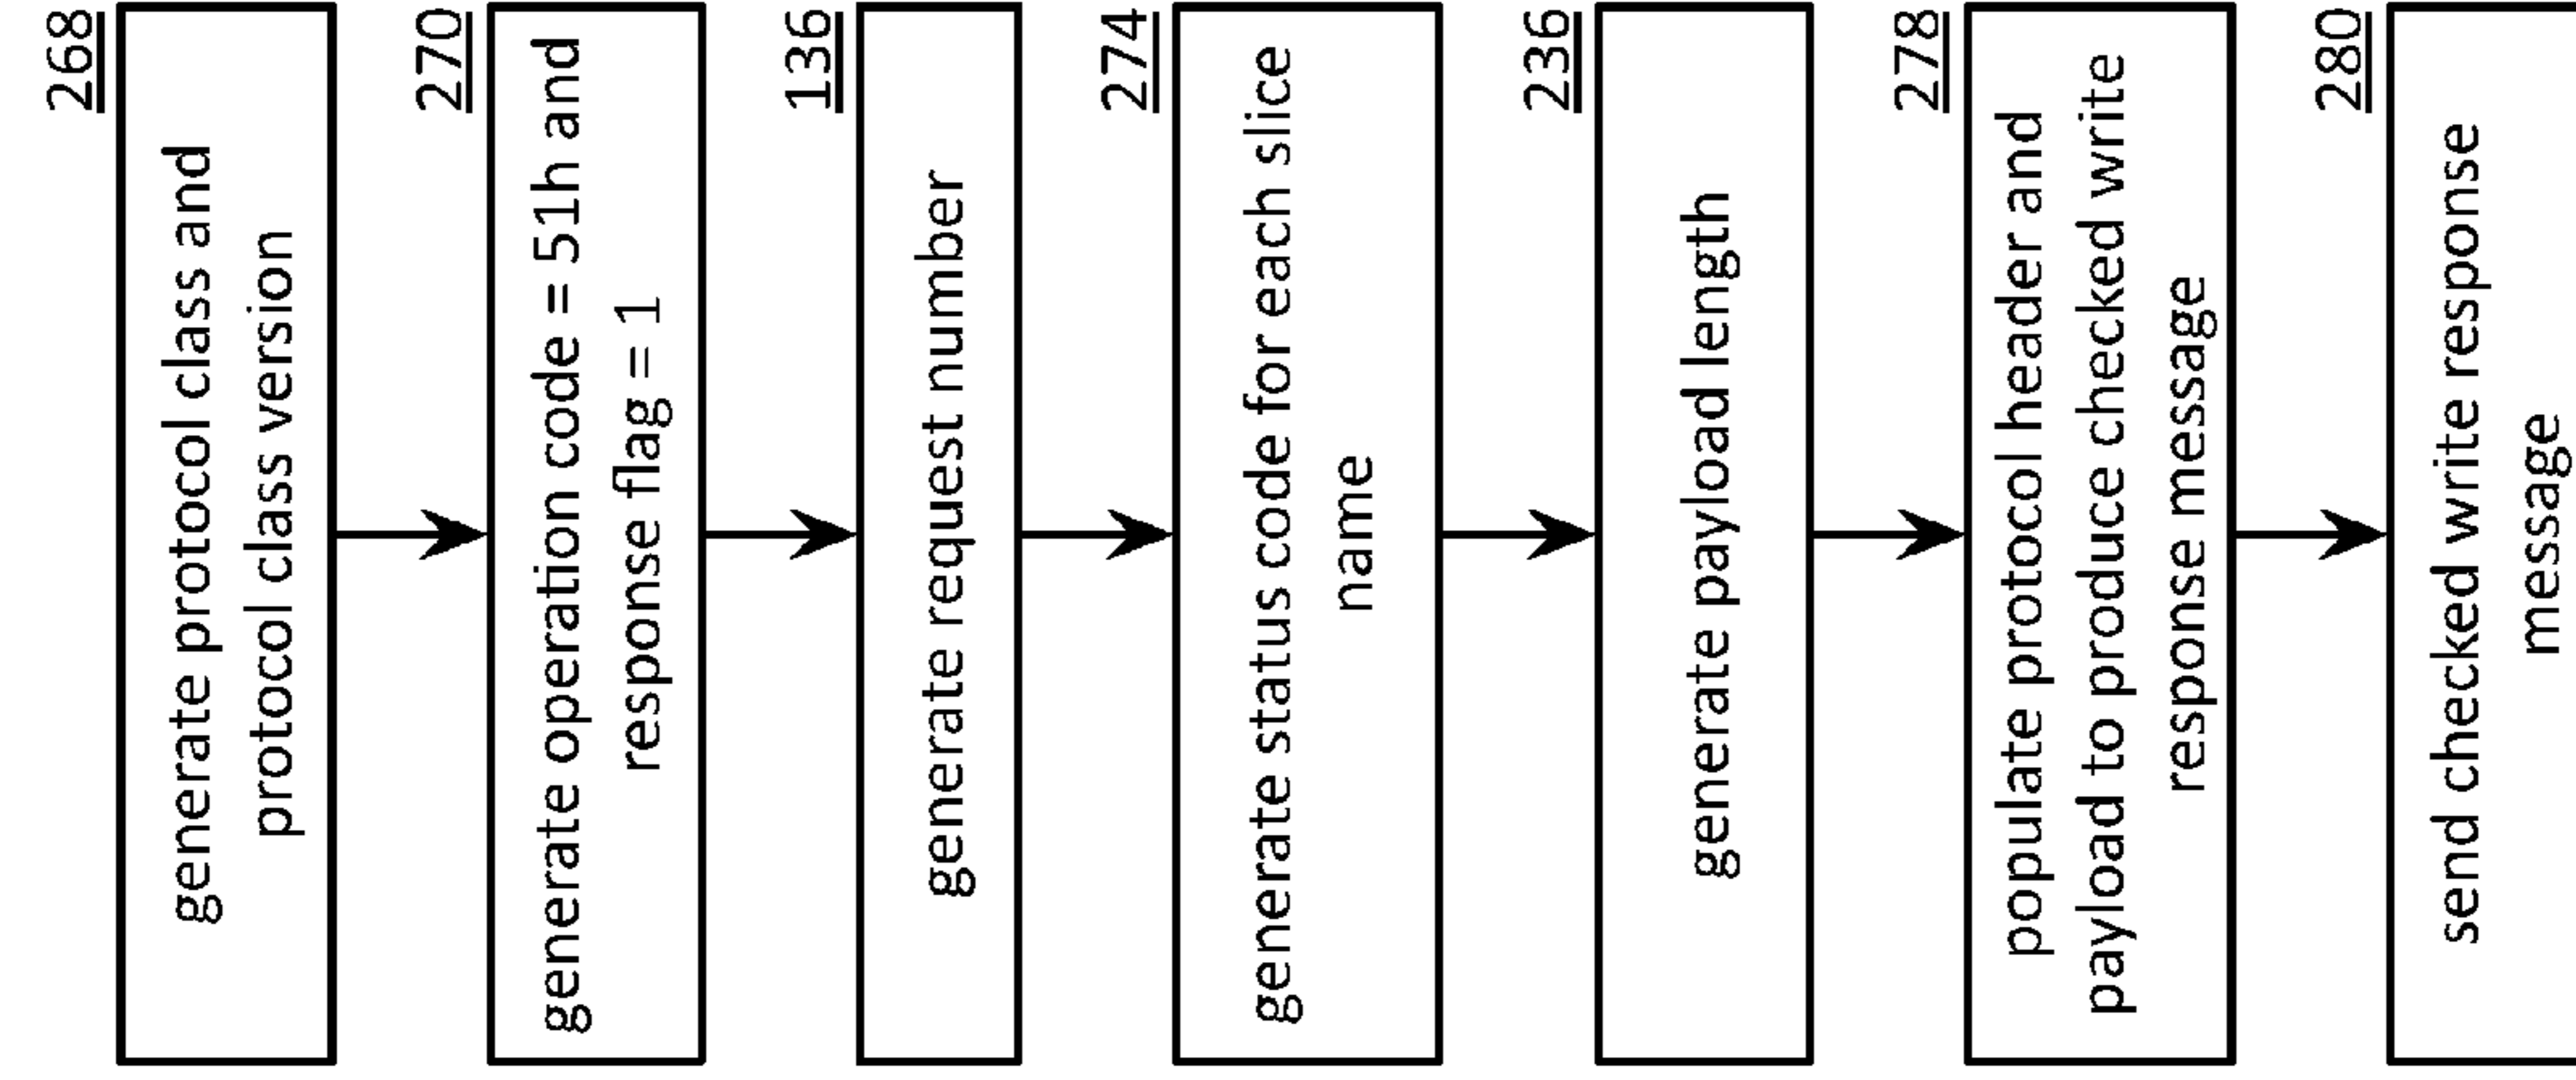 268
generate protocol class and
protocol class version
270
generate operation code = 51h and
response flag = 1
136
generate request number
274
generate status code for each slice
name
236
generate payload length
278
populate protocol header and
payload to produce checked write
response message
280
send checked write response
message